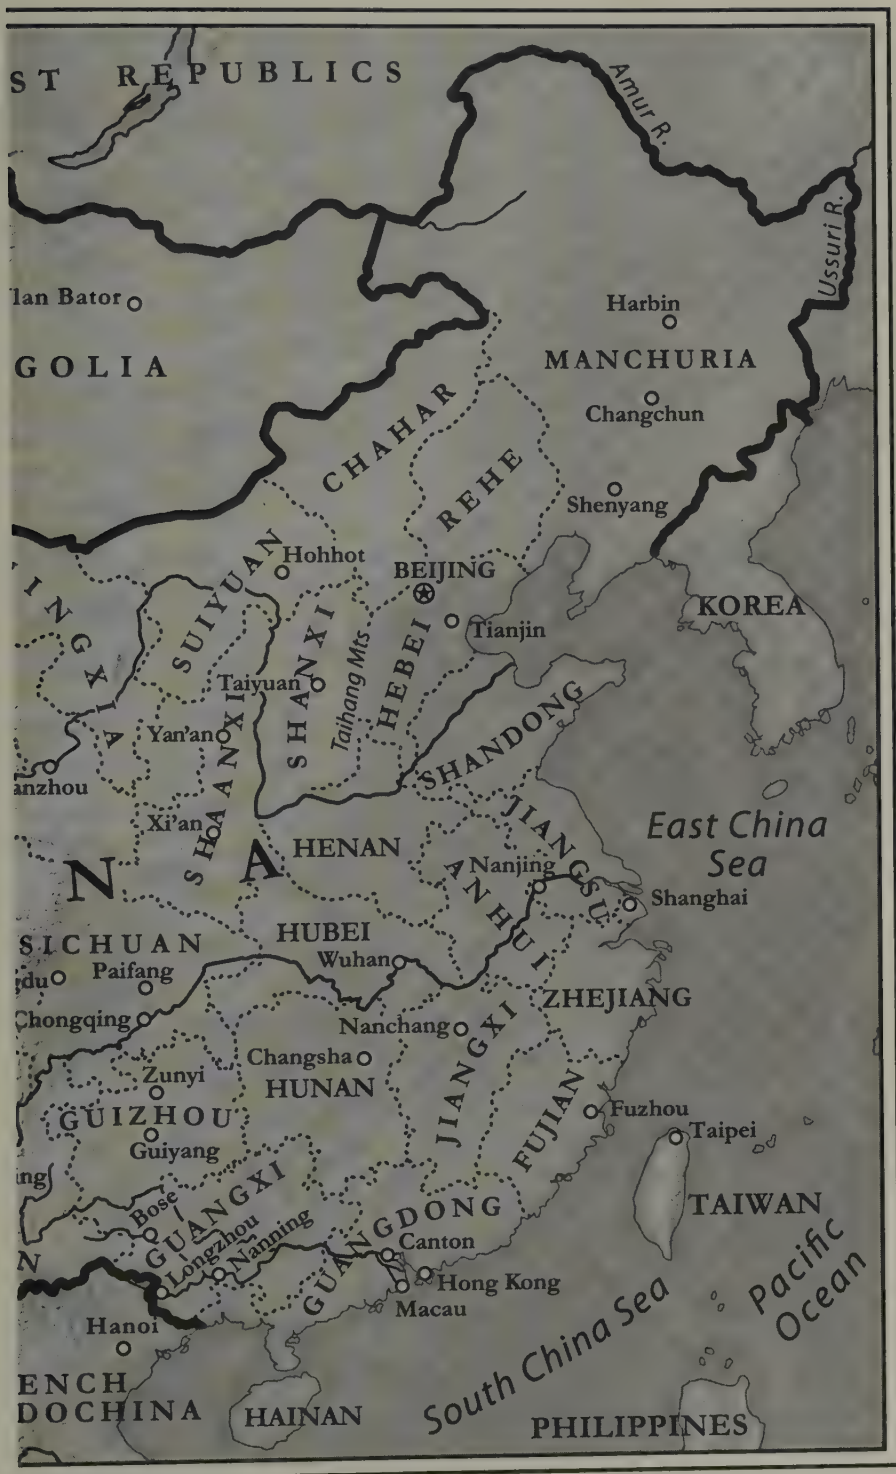 ST REPUBLICS
Amur R.
Ussuri R.
lan Bator
Harbin
GOLIA
MANCHURIA
CHAHAR
Changchun
REHE
Shenyang
Hohhot
BEIJING
INGXIA
SUIYUAN
KOREA
Tianjin
HEBEI
SHANXI
Taiyuan
Taihang Mts
Yan'an
SHANDONG
anzhou
SHAANXI
Xi'an
JIANGSU
East China
Sea
N A
HENAN
Nanjing
ANHUI
Shanghai
SICHUAN
HUBEI
Wuhan
gdu
Paifang
ZHEJIANG
Chongqing
Nanchang
JIANGXI
Changsha
Zunyi
HUNAN
GUIZHOU
FUJIAN
Fuzhou
Guiyang
Taipei
ing
GUANGXI
Bose
GUANGDONG
TAIWAN
Longzhou
Nanning
Canton
N
Hong Kong
Macau
Pacific
Ocean
South China Sea
Hanoi
ENCH
DOCHINA
HAINAN
PHILIPPINES